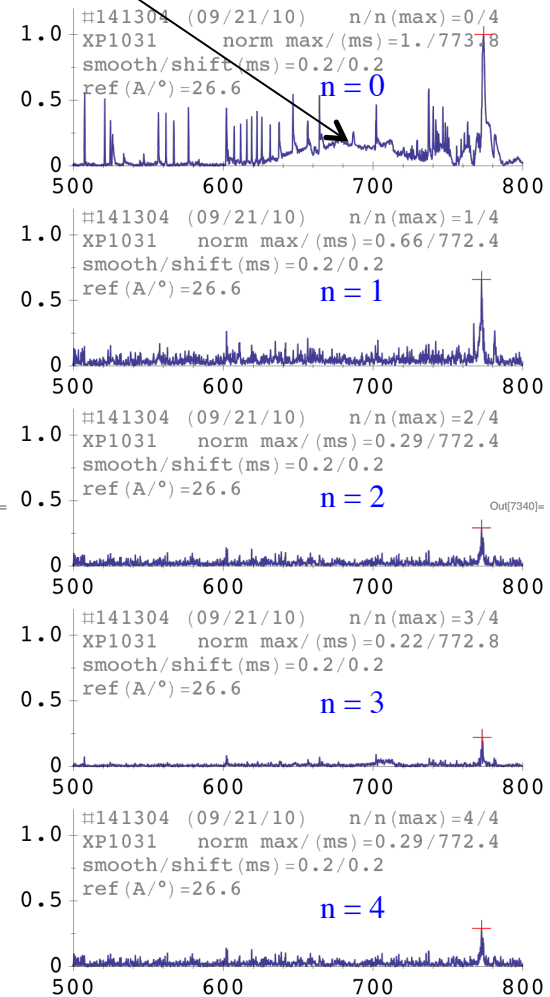 ⌗141304 (09/21/10) n/n(max)=0/4
XP1031 norm max/(ms)=1./773.8
smooth/shift(ms)=0.2/0.2
ref(A/°)=26.6
n = 0
1.0
0.5
0
500 600 700 800
⌗141304 (09/21/10) n/n(max)=1/4
XP1031 norm max/(ms)=0.66/772.4
smooth/shift(ms)=0.2/0.2
ref(A/°)=26.6
n = 1
1.0
0.5
0
500 600 700 800
⌗141304 (09/21/10) n/n(max)=2/4
XP1031 norm max/(ms)=0.29/772.4
smooth/shift(ms)=0.2/0.2
ref(A/°)=26.6
n = 2
1.0
= 0.5
Out[7340]=
0
500 600 700 800
⌗141304 (09/21/10) n/n(max)=3/4
XP1031 norm max/(ms)=0.22/772.8
smooth/shift(ms)=0.2/0.2
ref(A/°)=26.6
n = 3
1.0
0.5
0
500 600 700 800
⌗141304 (09/21/10) n/n(max)=4/4
XP1031 norm max/(ms)=0.29/772.4
smooth/shift(ms)=0.2/0.2
ref(A/°)=26.6
n = 4
1.0
0.5
0
500 600 700 800